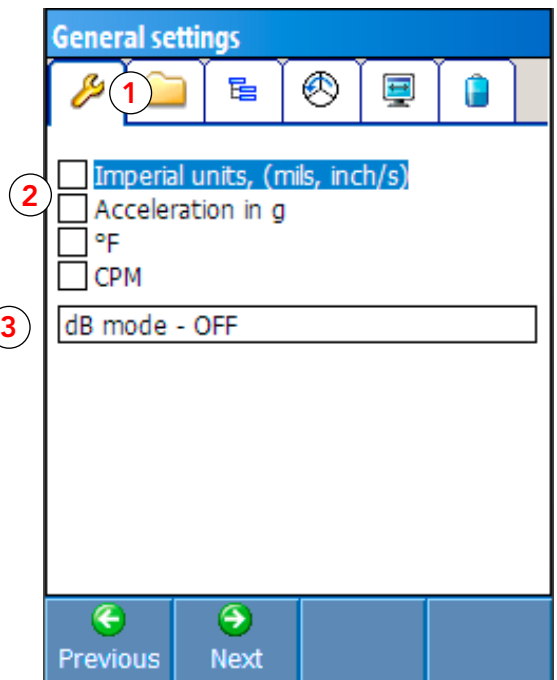 General settings
1
2
Imperial units, (mils, inch/s)
Acceleration in g
°F
CPM
3
dB mode - OFF
Previous
Next